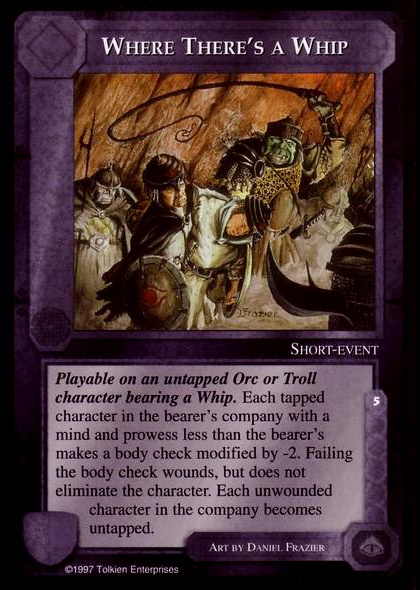 WHERE THERE'S A WHIP
D Frazier
SHORT-EVENT
Playable on an untapped Orc or Troll
character bearing a Whip. Each tapped
character in the bearer's company with a
mind and prowess less than the bearer's
makes a body check modified by -2. Failing
the body check wounds, but does not
eliminate the character. Each unwounded
character in the company becomes
untapped.
5
ART BY DANIEL FRAZIER
©1997 Tolkien Enterprises